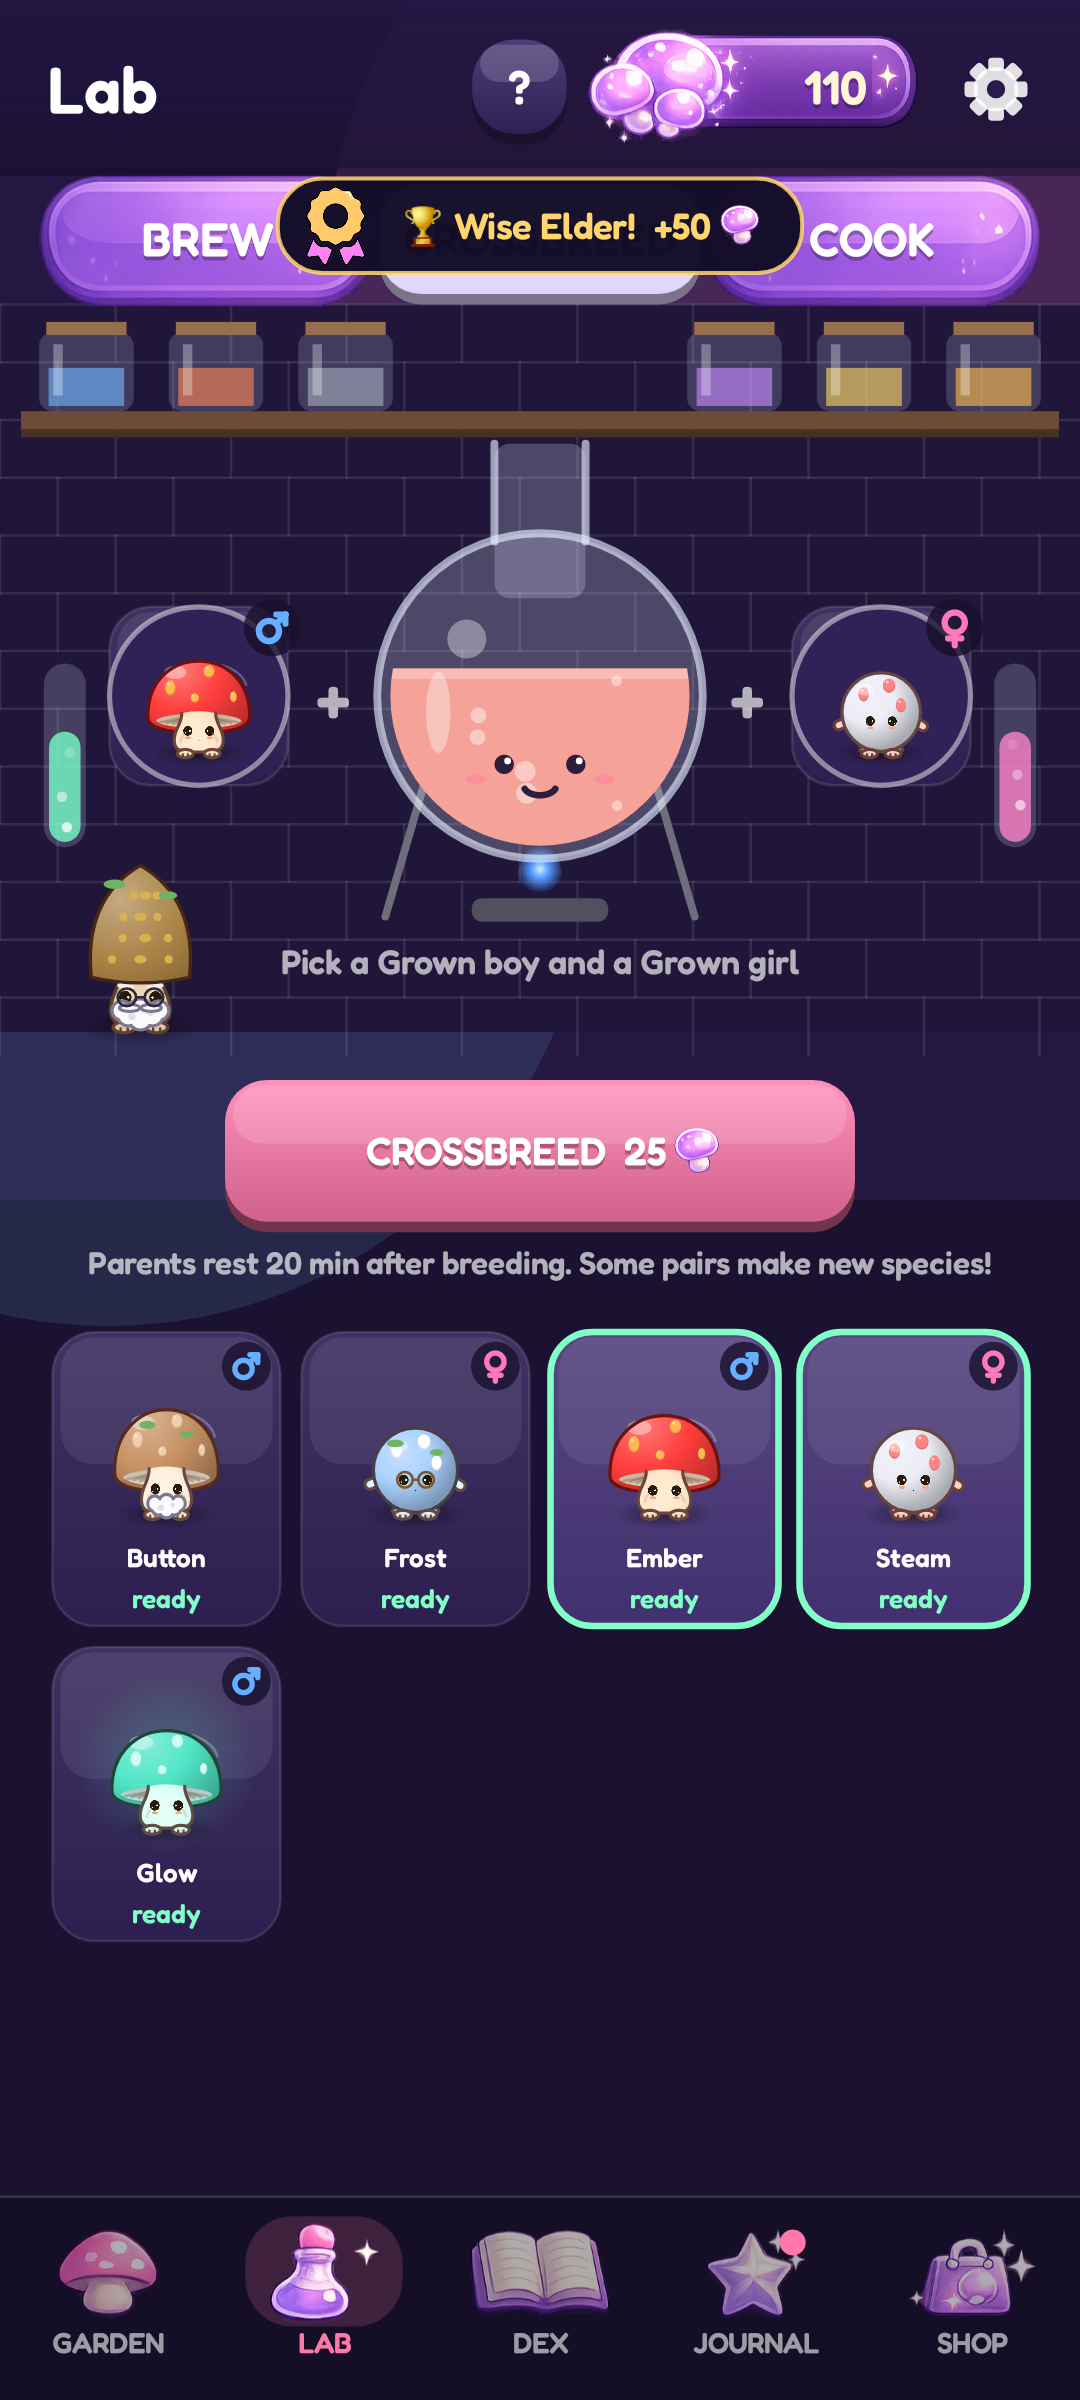 Lab
?
110
BREW
🏆 Wise Elder! +50
COOK
Pick a Grown boy and a Grown girl
CROSSBREED 25
Parents rest 20 min after breeding. Some pairs make new species!
Button
ready
Frost
ready
Ember
ready
Steam
ready
Glow
ready
GARDEN
LAB
DEX
JOURNAL
SHOP